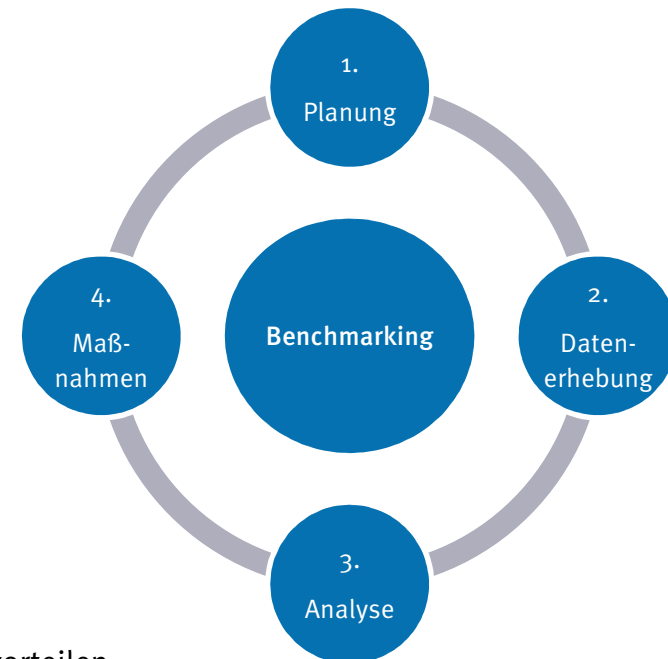 1.
Planung
4.
Maß-
nahmen
Benchmarking
2.
Daten-
erhebung
3.
Analyse